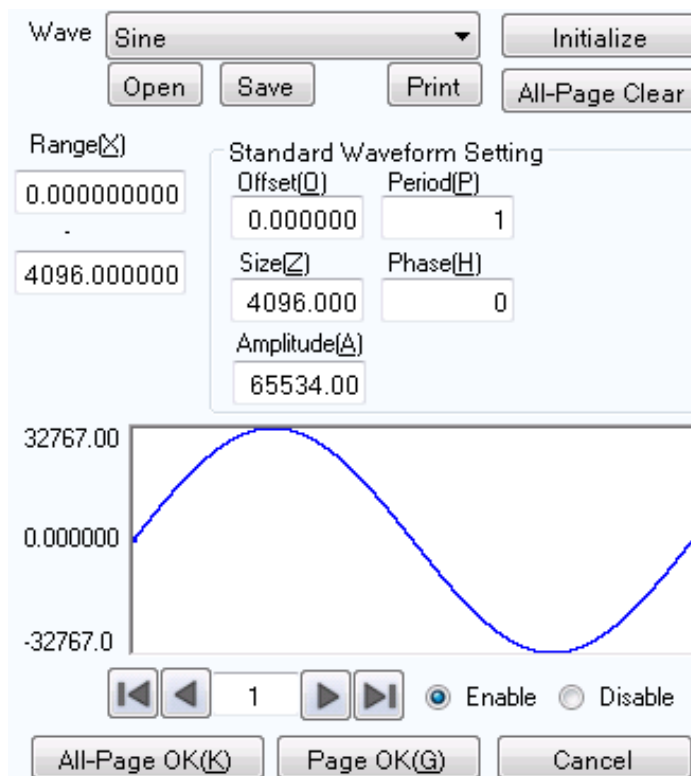 Wave Sine Initialize
Open Save Print All-Page Clear
Range(X)
0.000000000
-
4096.000000
Standard Waveform Setting
Offset(O) Period(P)
0.000000 1
Size(Z) Phase(H)
4096.000 0
Amplitude(A)
65534.00
32767.00
0.000000
-32767.0
1 Enable Disable
All-Page OK(K) Page OK(G) Cancel